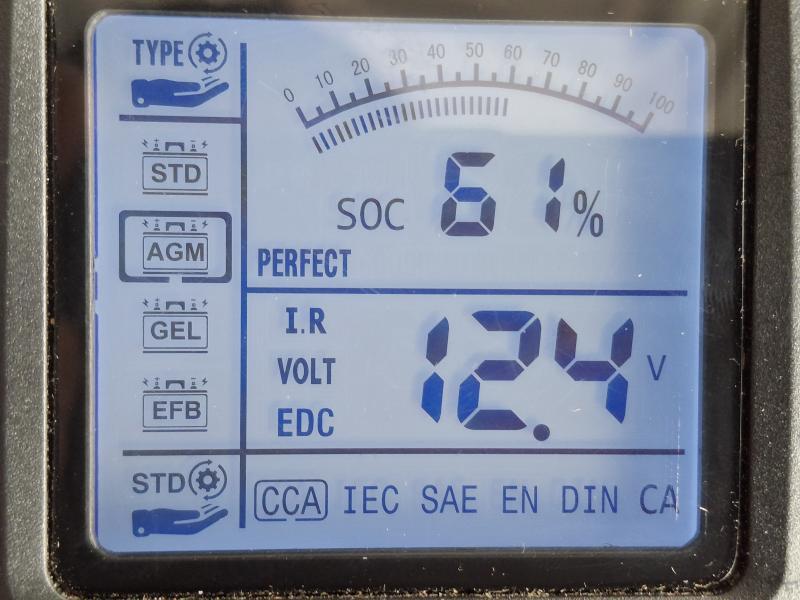 TYPE
0 10 20 30 40 50 60 70 80 90 100
STD
SOC 61%
AGM
PERFECT
I.R
GEL
VOLT 12.4 V
EFB
EDC
STD
CCA IEC SAE EN DIN CA